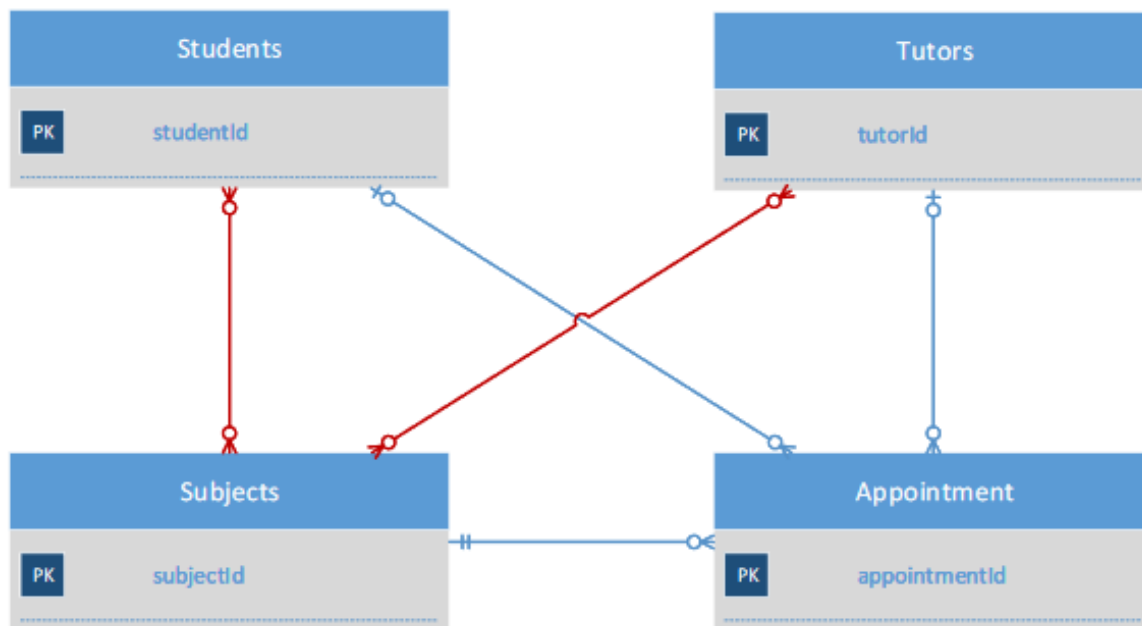 Students
PK studentId
Tutors
PK tutorId
Subjects
PK subjectId
Appointment
PK appointmentId